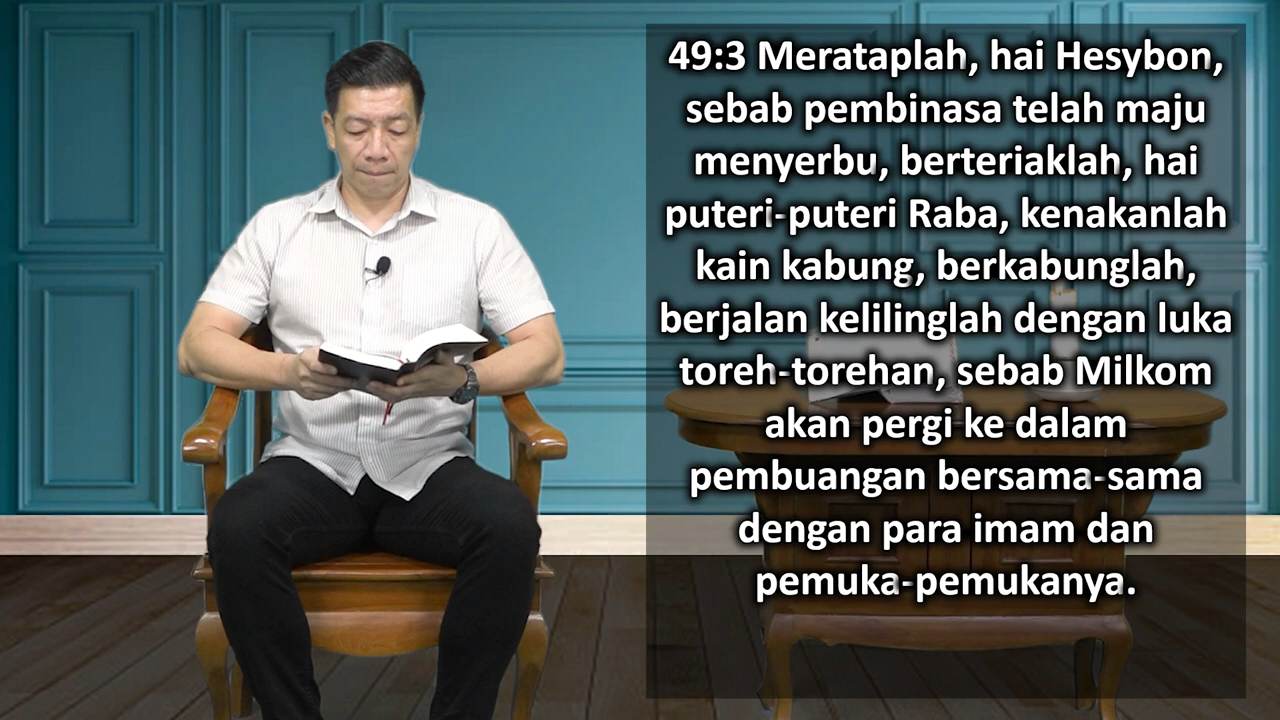 49:3 Merataplah, hai Hesybon,
sebab pembinasa telah maju
menyerbu, berteriaklah, hai
puteri-puteri Raba, kenakanlah
kain kabung, berkabunglah,
berjalan kelilinglah dengan luka
toreh-torehan, sebab Milkom
akan pergi ke dalam
pembuangan bersama-sama
dengan para imam dan
pemuka-pemukanya.